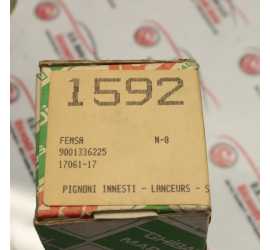 1592
FEMSA N-8
9001336225
17061-17
PIGNONI INNESTI - LANCEURS - S